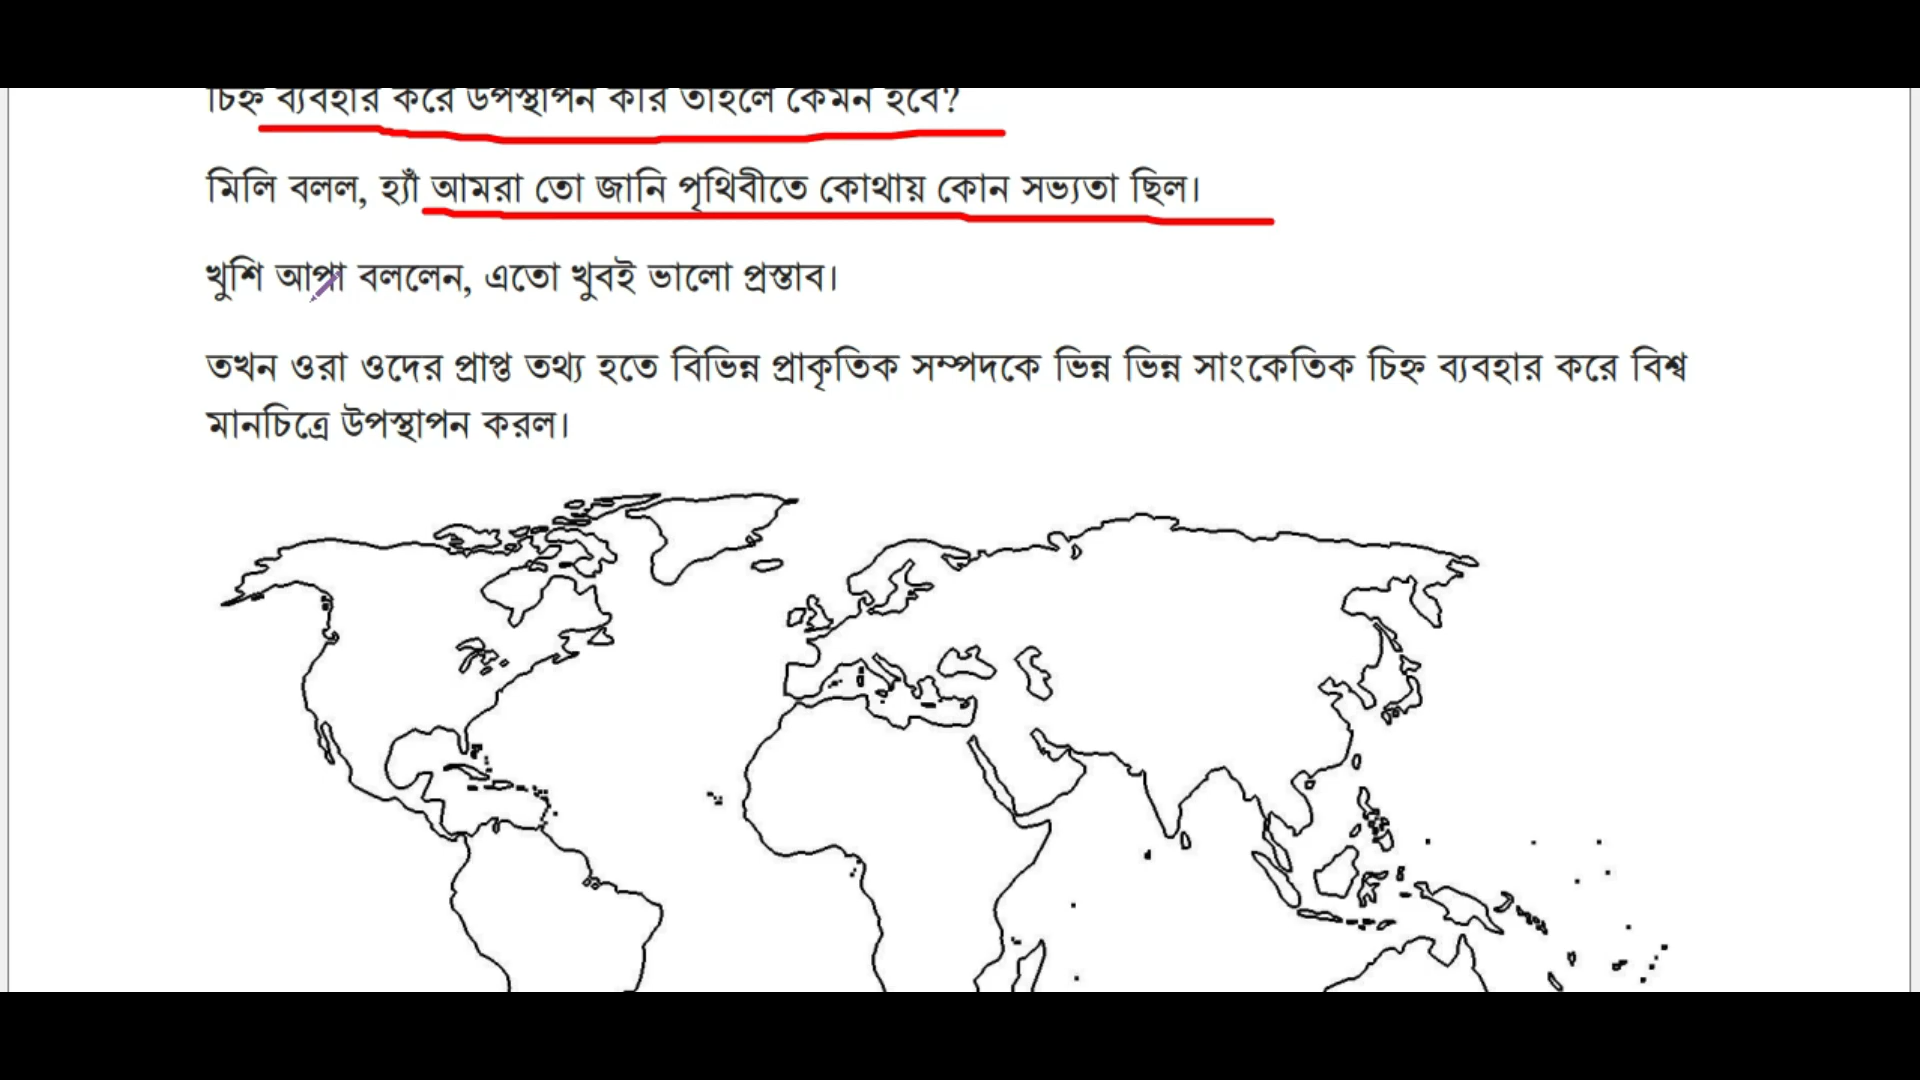 চিহ্ন ব্যবহার করে উপস্থাপন করি তাহলে কেমন হবে?
মিলি বলল, হ্যাঁ আমরা তো জানি পৃথিবীতে কোথায় কোন সভ্যতা ছিল।
খুশি আপা বললেন, এতো খুবই ভালো প্রস্তাব।
তখন ওরা ওদের প্রাপ্ত তথ্য হতে বিভিন্ন প্রাকৃতিক সম্পদকে ভিন্ন ভিন্ন সাংকেতিক চিহ্ন ব্যবহার করে বিশ্ব
মানচিত্রে উপস্থাপন করল।